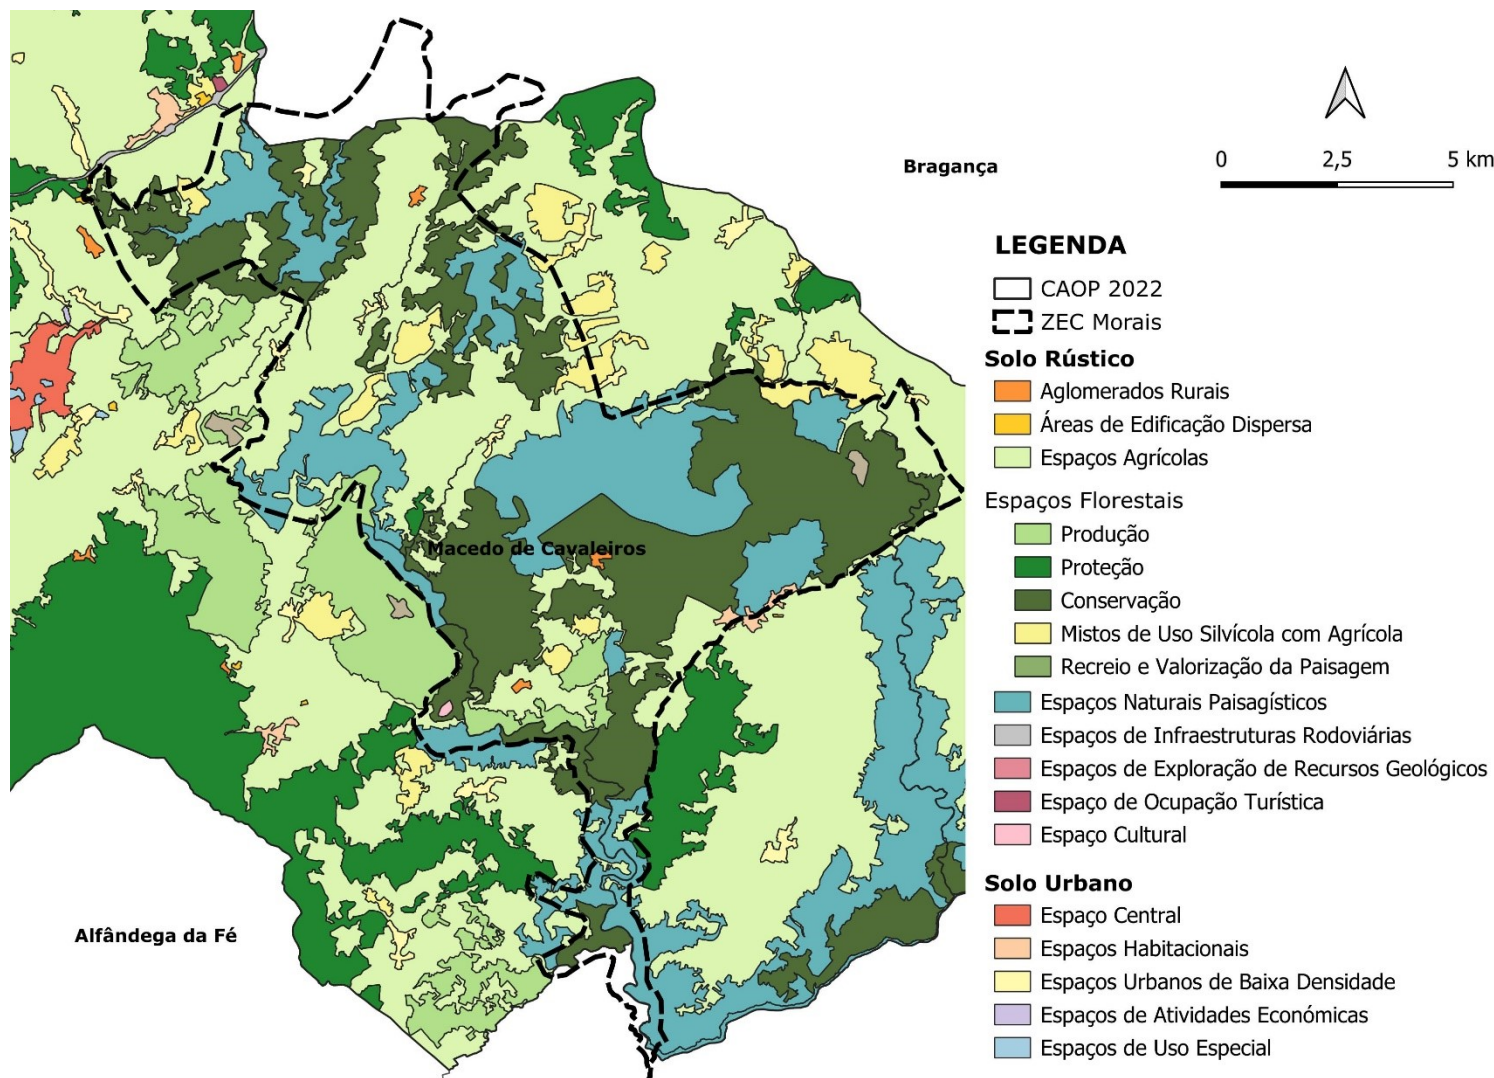 Bragança
0 2,5 5 km
LEGENDA
CAOP 2022
ZEC Morais
Solo Rústico
Aglomerados Rurais
Áreas de Edificação Dispersa
Espaços Agrícolas
Espaços Florestais
Produção
Proteção
Conservação
Mistos de Uso Silvícola com Agrícola
Recreio e Valorização da Paisagem
Espaços Naturais Paisagísticos
Espaços de Infraestruturas Rodoviárias
Espaços de Exploração de Recursos Geológicos
Espaço de Ocupação Turística
Espaço Cultural
Solo Urbano
Espaço Central
Espaços Habitacionais
Espaços Urbanos de Baixa Densidade
Espaços de Atividades Económicas
Espaços de Uso Especial
Macedo de Cavaleiros
Alfândega da Fé